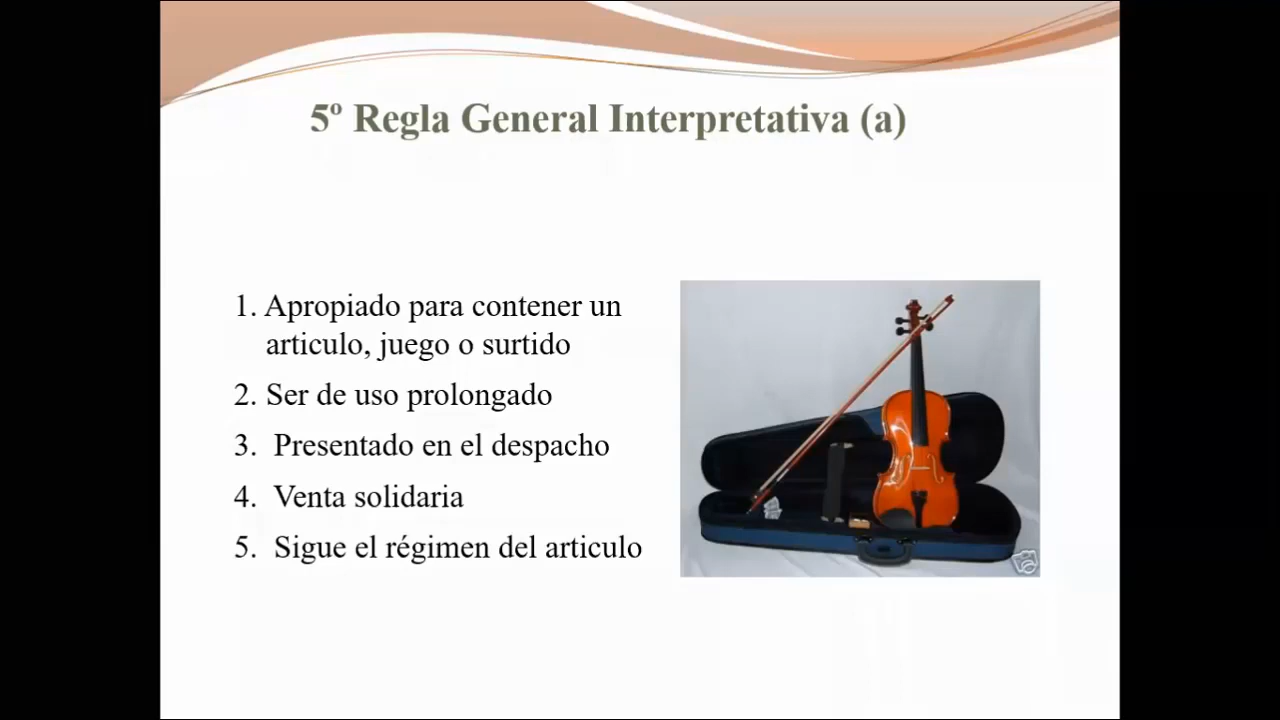 5º Regla General Interpretativa (a)
1. Apropiado para contener un
articulo, juego o surtido
2. Ser de uso prolongado
3. Presentado en el despacho
4. Venta solidaria
5. Sigue el régimen del articulo